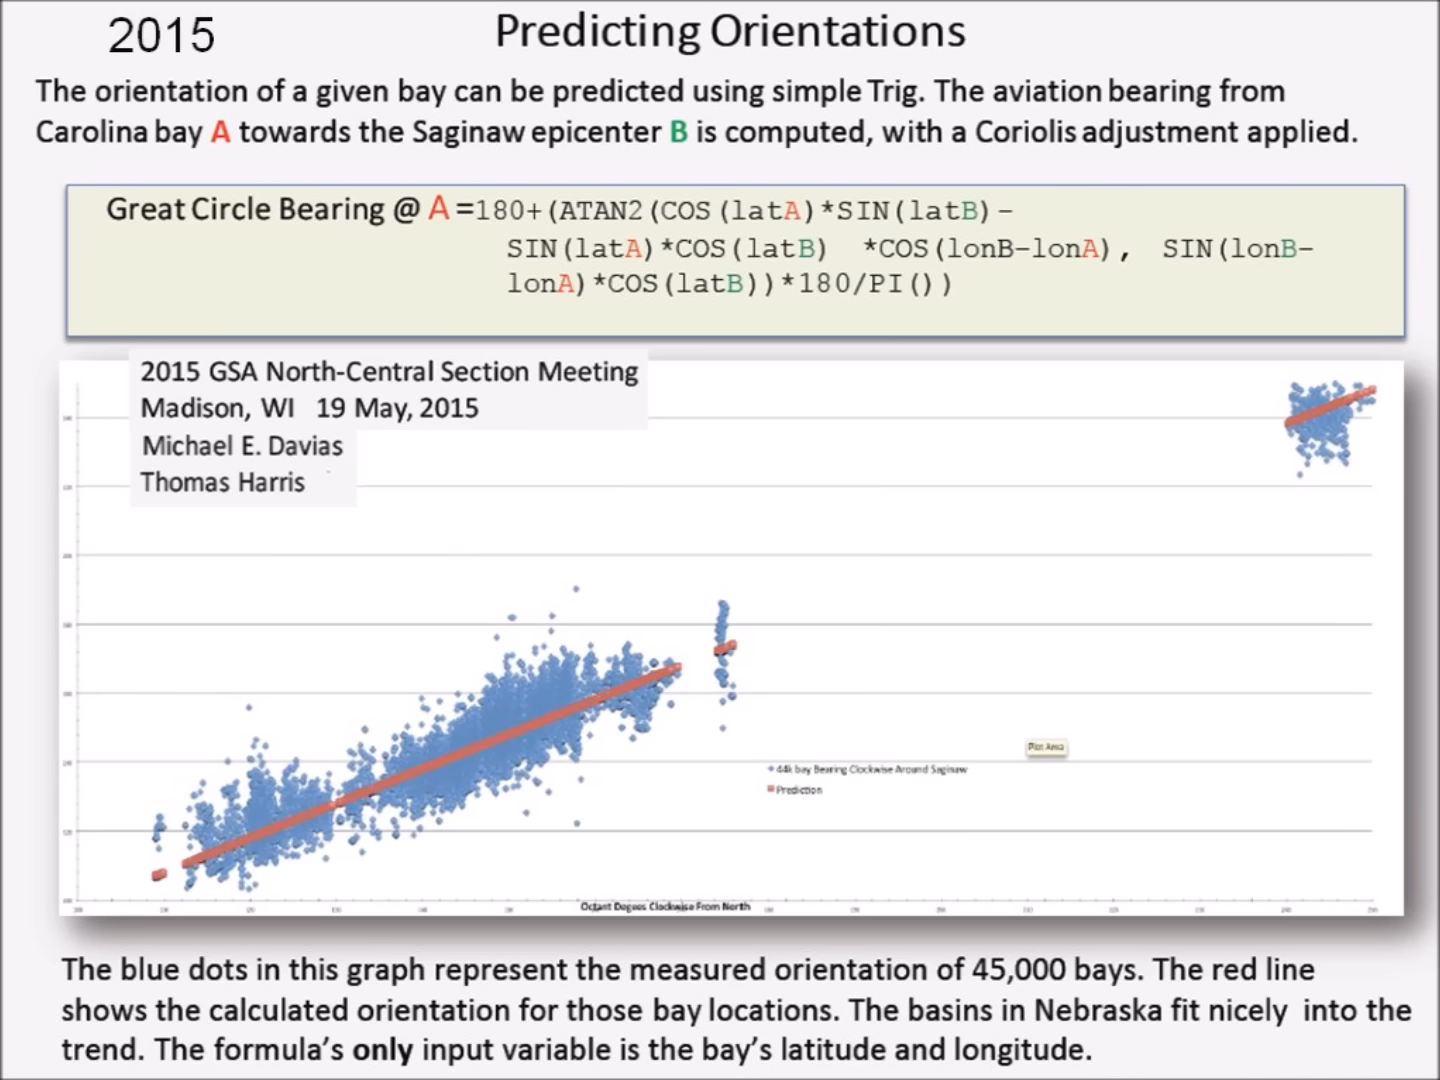 2015
Predicting Orientations
The orientation of a given bay can be predicted using simple Trig. The aviation bearing from
Carolina bay A towards the Saginaw epicenter B is computed, with a Coriolis adjustment applied.
Great Circle Bearing @ A =180+(ATAN2(COS(latA)*SIN(latB)-
SIN(latA)*COS(latB) *COS(lonB-lonA), SIN(lonB-
lonA)*COS(latB))*180/PI())
2015 GSA North-Central Section Meeting
Madison, WI 19 May, 2015
Michael E. Davias
Thomas Harris
Plot Area
44k bay Bearing Clockwise Around Saginaw
Prediction
Octant Degees Clockwise From North
The blue dots in this graph represent the measured orientation of 45,000 bays. The red line
shows the calculated orientation for those bay locations. The basins in Nebraska fit nicely into the
trend. The formula's only input variable is the bay's latitude and longitude.